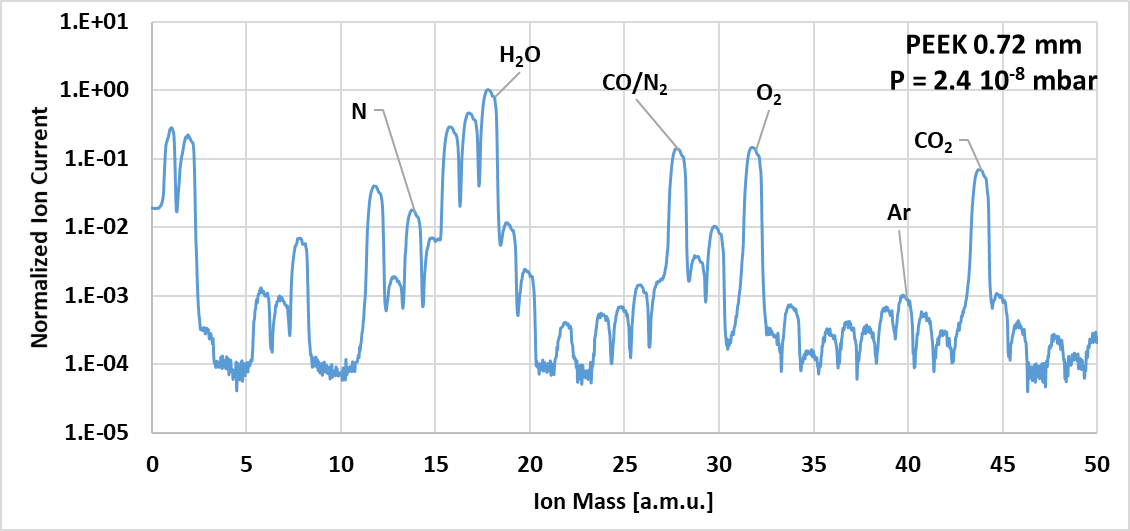 PEEK 0.72 mm
P = 2.4 10⁻⁸ mbar
Normalized Ion Current
1.E+01
1.E+00
1.E-01
1.E-02
1.E-03
1.E-04
1.E-05
N
H₂O
CO/N₂
O₂
Ar
CO₂
0 5 10 15 20 25 30 35 40 45 50
Ion Mass [a.m.u.]